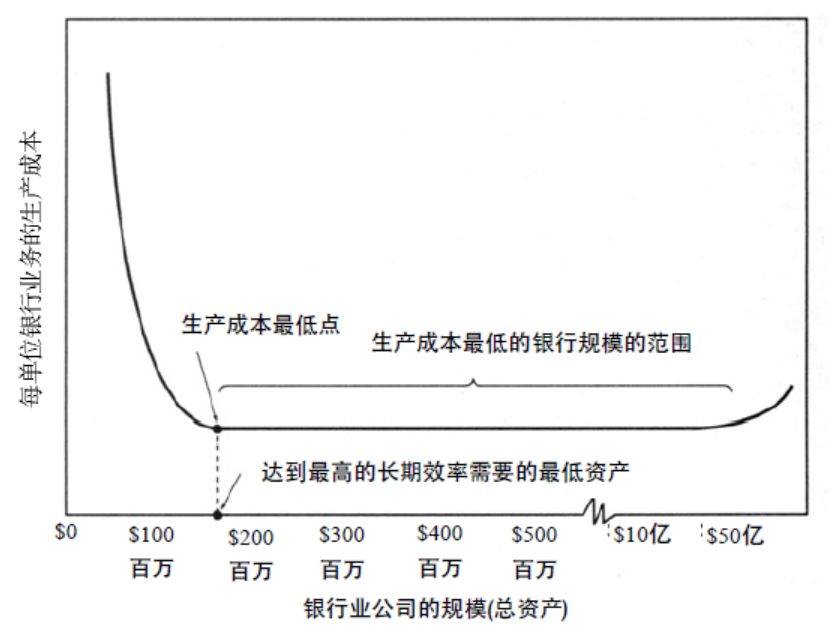 每单位银行业务的生产成本
生产成本最低点
生产成本最低的银行规模的范围
达到最高的长期效率需要的最低资产
$0 $100 $200 $300 $400 $500 $10亿 $50亿
百万 百万 百万 百万 百万
银行业公司的规模(总资产)